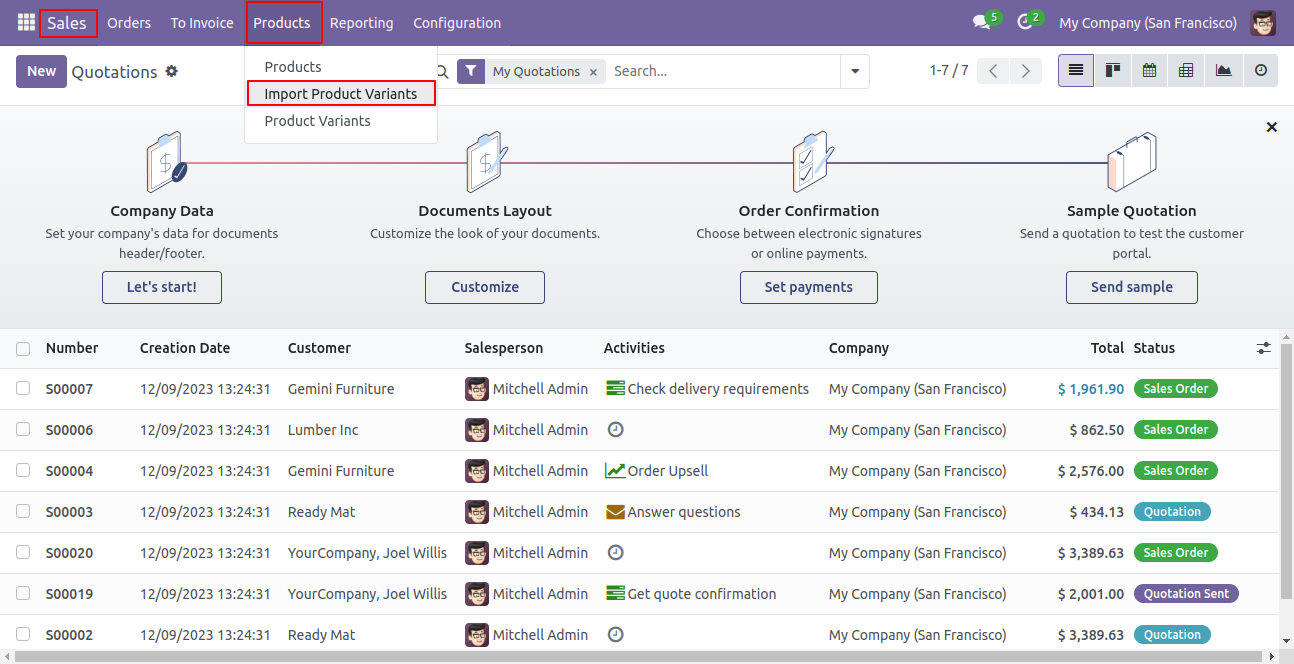 Sales Orders To Invoice Products Reporting Configuration 5 2 My Company (San Francisco)
New Quotations My Quotations × Search... 1-7 / 7
Products
Import Product Variants
Product Variants
Company Data
Set your company's data for documents
header/footer.
Let's start!
Documents Layout
Customize the look of your documents.
Customize
Order Confirmation
Choose between electronic signatures
or online payments.
Set payments
Sample Quotation
Send a quotation to test the customer
portal.
Send sample
Number Creation Date Customer Salesperson Activities Company Total Status
S00007 12/09/2023 13:24:31 Gemini Furniture Mitchell Admin Check delivery requirements My Company (San Francisco) $ 1,961.90 Sales Order
S00006 12/09/2023 13:24:31 Lumber Inc Mitchell Admin My Company (San Francisco) $ 862.50 Sales Order
S00004 12/09/2023 13:24:31 Gemini Furniture Mitchell Admin Order Upsell My Company (San Francisco) $ 2,576.00 Sales Order
S00003 12/09/2023 13:24:31 Ready Mat Mitchell Admin Answer questions My Company (San Francisco) $ 434.13 Quotation
S00020 12/09/2023 13:24:31 YourCompany, Joel Willis Mitchell Admin My Company (San Francisco) $ 3,389.63 Sales Order
S00019 12/09/2023 13:24:31 YourCompany, Joel Willis Mitchell Admin Get quote confirmation My Company (San Francisco) $ 2,001.00 Quotation Sent
S00002 12/09/2023 13:24:31 Ready Mat Mitchell Admin My Company (San Francisco) $ 3,389.63 Quotation